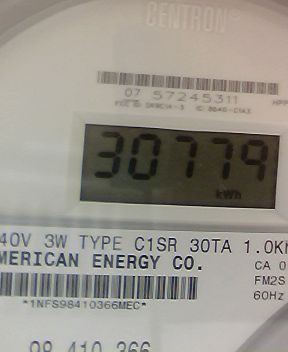 CENTRON®
07 57245311
30779
kWh
40V 3W TYPE C1SR 30TA 1.0K
MERICAN ENERGY CO.
CA 0
FM2S
60Hz
*1NFS98410366MEC*
98 410 366